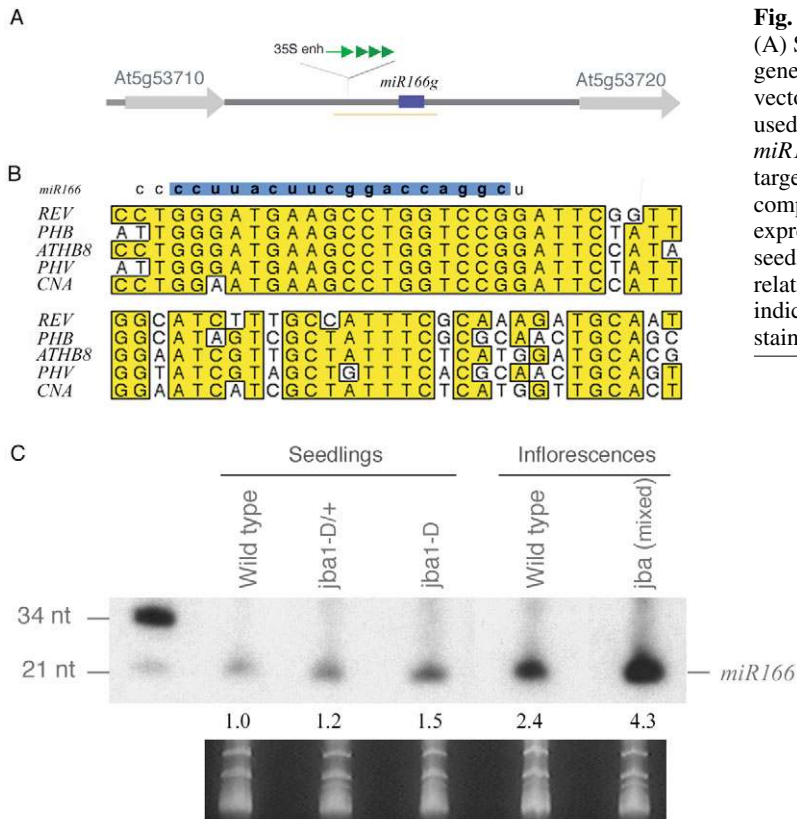 A
35S enh
At5g53710
miR166g
At5g53720
B
miR166 c c c c u u a c u u c g g a c c a g g c u
REV C C T G G G A T G A A G C C T G G T C C G G A T T C G G T T
PHB A T T G G G A T G A A G C C T G G T C C G G A T T C T A T T
ATHB8 C C T G G G A T G A A G C C T G G T C C G G A T T C C A T A
PHV A T T G G G A T G A A G C C T G G T C C G G A T T C T A T T
CNA C C T G G A A T G A A G C C T G G T C C G G A T T C C A T T
REV G G C A T C T T T G C C A T T T C G C A A A G A T G C A A T
PHB G G C A T A G T C G C T A T T T C G C G C A A C T G C A G C
ATHB8 G G A A T C G T T G C T A T T T C T C A T G G A T G C A C G
PHV G G T A T C G T A G C T G T T T C A C G C A A C T G C A G T
CNA G G A A T C A T C G C T A T T T C T C A T G G T T G C A C T
C
Seedlings Inflorescences
Wild type jba1-D/+ jba1-D Wild type jba (mixed)
34 nt
21 nt
miR166
1.0 1.2 1.5 2.4 4.3
Fig.
(A) S
gene
vecto
used
miR1
targe
comp
expre
seed
relat
indic
stain